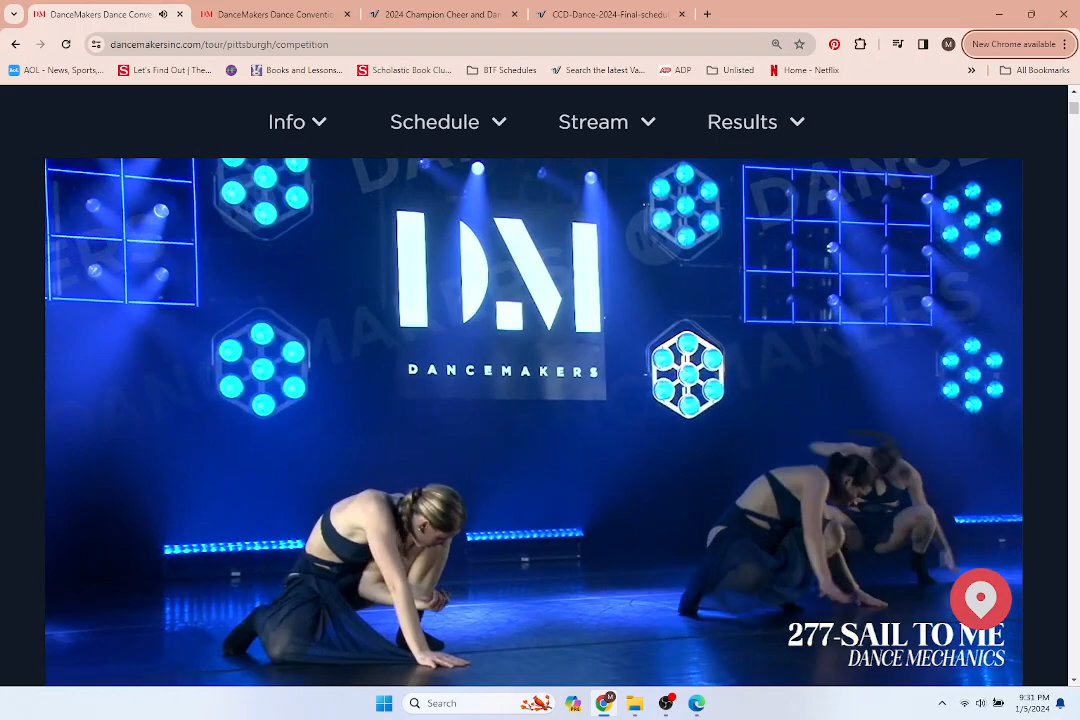 DanceMakers Dance Conve
DanceMakers Dance Conventio
2024 Champion Cheer and Dan
CCD-Dance-2024-Final-schedul
dancemakersinc.com/tour/pittsburgh/competition
M
New Chrome available
AOL - News, Sports,...
Let's Find Out | The...
Books and Lessons...
Scholastic Book Clu...
BTF Schedules
Search the latest Va...
ADP
Unlisted
Home - Netflix
All Bookmarks
Info
Schedule
Stream
Results
DM
DANCEMAKERS
277-SAIL TO ME
DANCE MECHANICS
Search
9:31 PM
1/5/2024